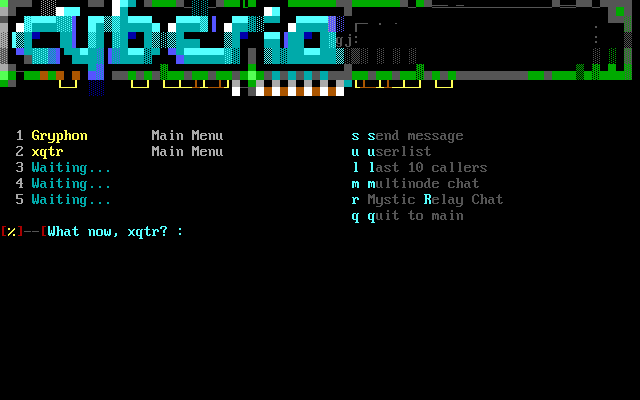 gj:
1 Gryphon Main Menu s send message
2 xqtr Main Menu u userlist
3 Waiting... l last 10 callers
4 Waiting... m multinode chat
5 Waiting... r Mystic Relay Chat
q quit to main
[%]--[What now, xqtr? :